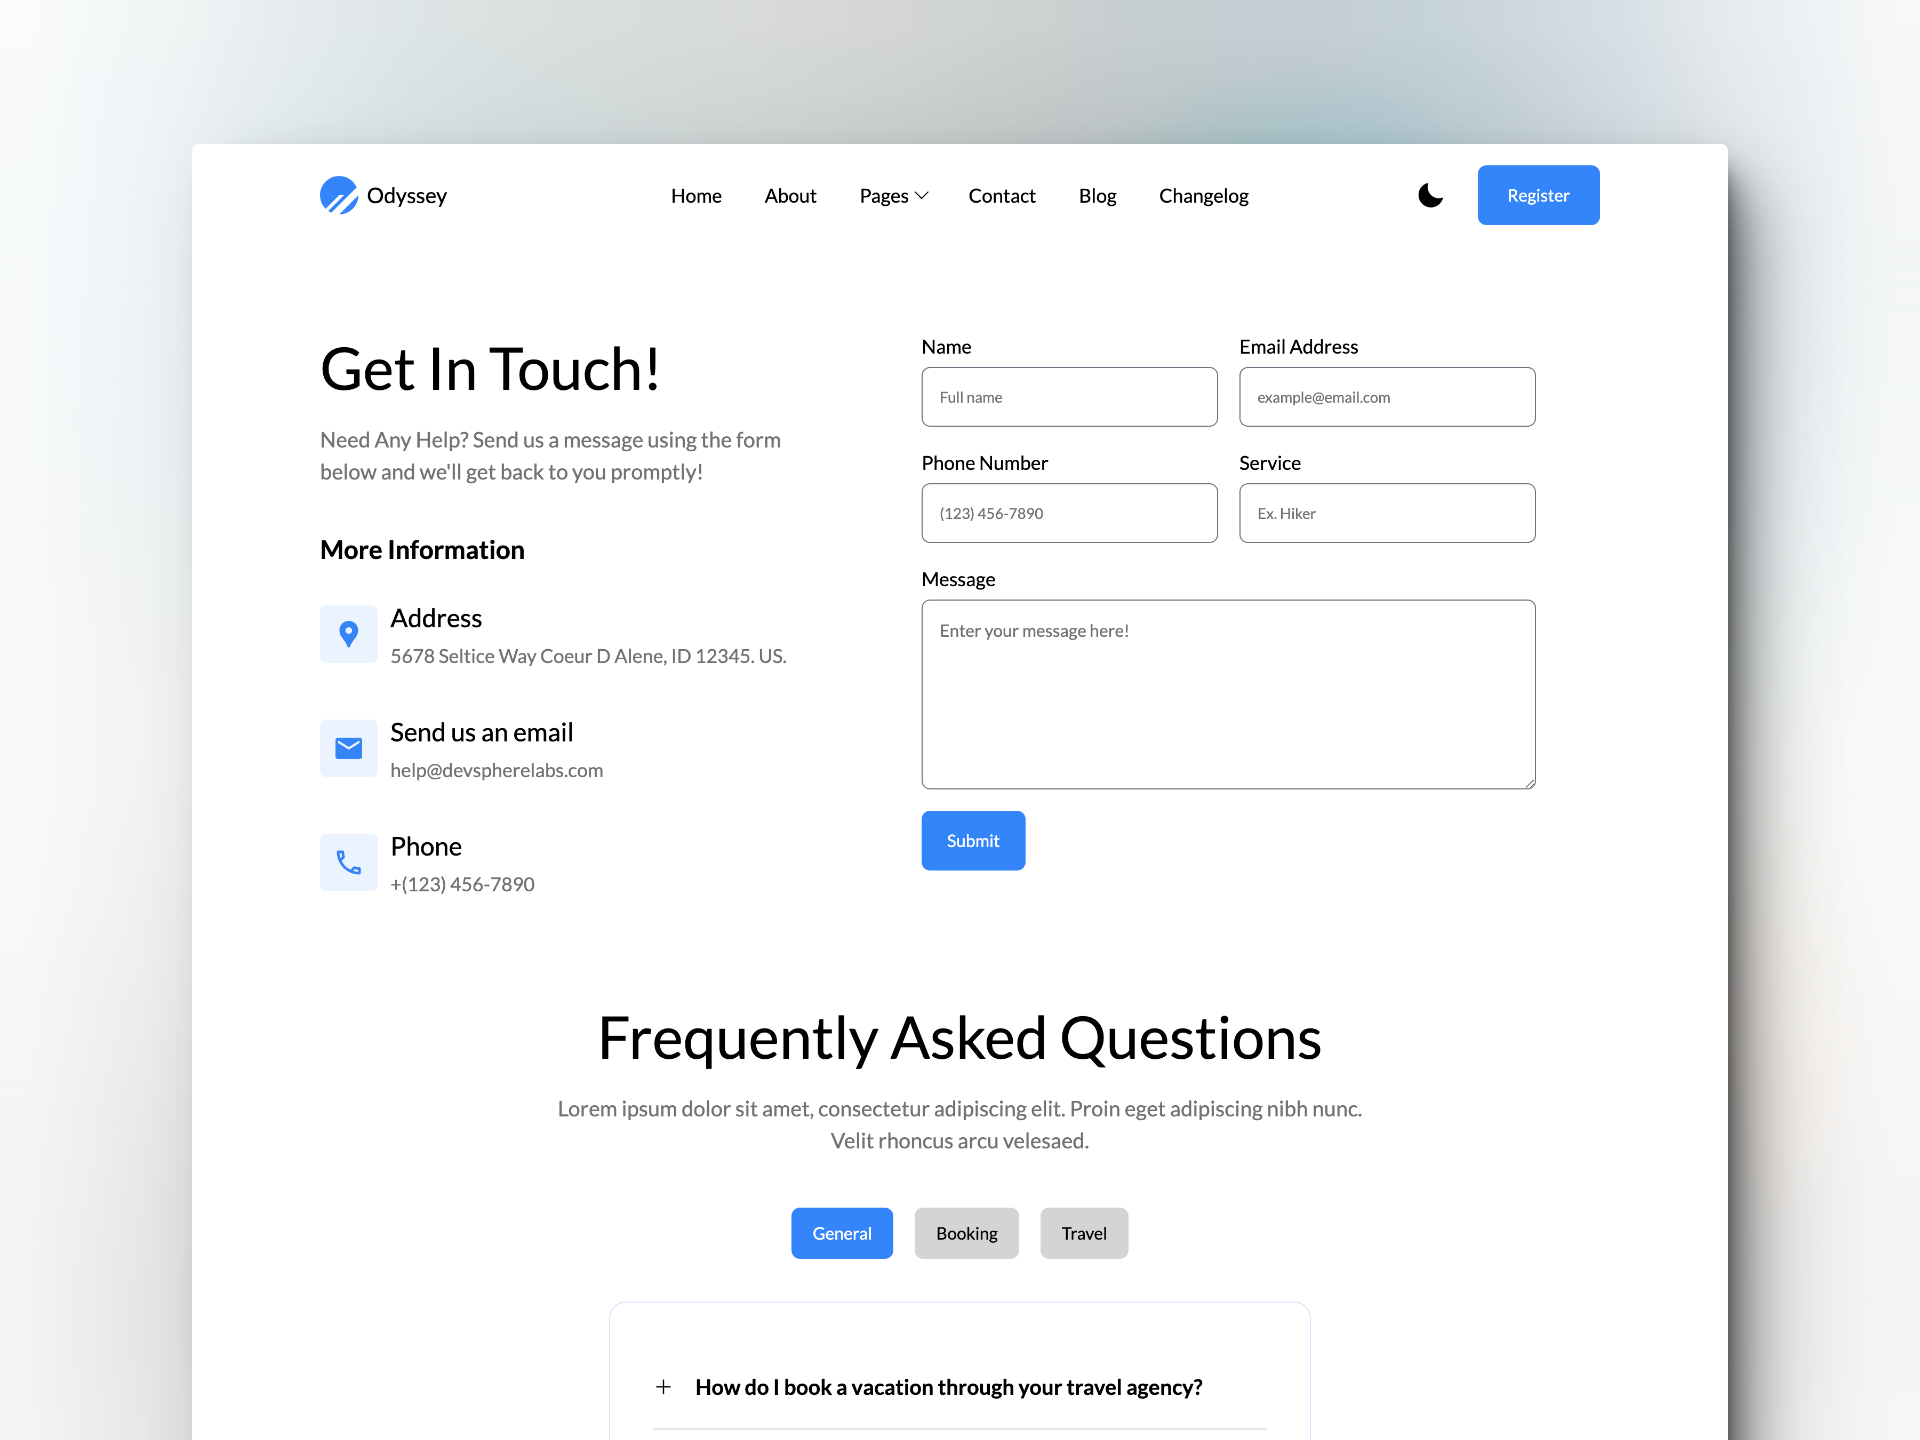 Odyssey
Home About Pages Contact Blog Changelog
Register
Get In Touch!
Need Any Help? Send us a message using the form
below and we'll get back to you promptly!
More Information
Address
5678 Seltice Way Coeur D Alene, ID 12345. US.
Send us an email
help@devspherelabs.com
Phone
+(123) 456-7890
Name
Full name
Email Address
example@email.com
Phone Number
(123) 456-7890
Service
Ex. Hiker
Message
Enter your message here!
Submit
Frequently Asked Questions
Lorem ipsum dolor sit amet, consectetur adipiscing elit. Proin eget adipiscing nibh nunc.
Velit rhoncus arcu velesaed.
General Booking Travel
How do I book a vacation through your travel agency?